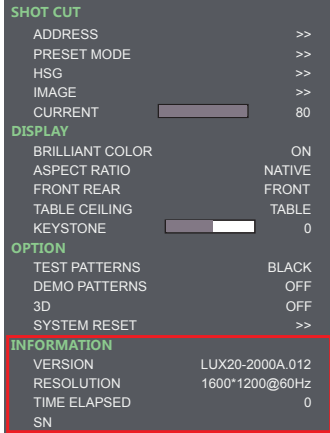 SHOT CUT
ADDRESS >>
PRESET MODE >>
HSG >>
IMAGE >>
CURRENT 80
DISPLAY
BRILLIANT COLOR ON
ASPECT RATIO NATIVE
FRONT REAR FRONT
TABLE CEILING TABLE
KEYSTONE 0
OPTION
TEST PATTERNS BLACK
DEMO PATTERNS OFF
3D OFF
SYSTEM RESET >>
INFORMATION
VERSION LUX20-2000A.012
RESOLUTION 1600*1200@60Hz
TIME ELAPSED 0
SN